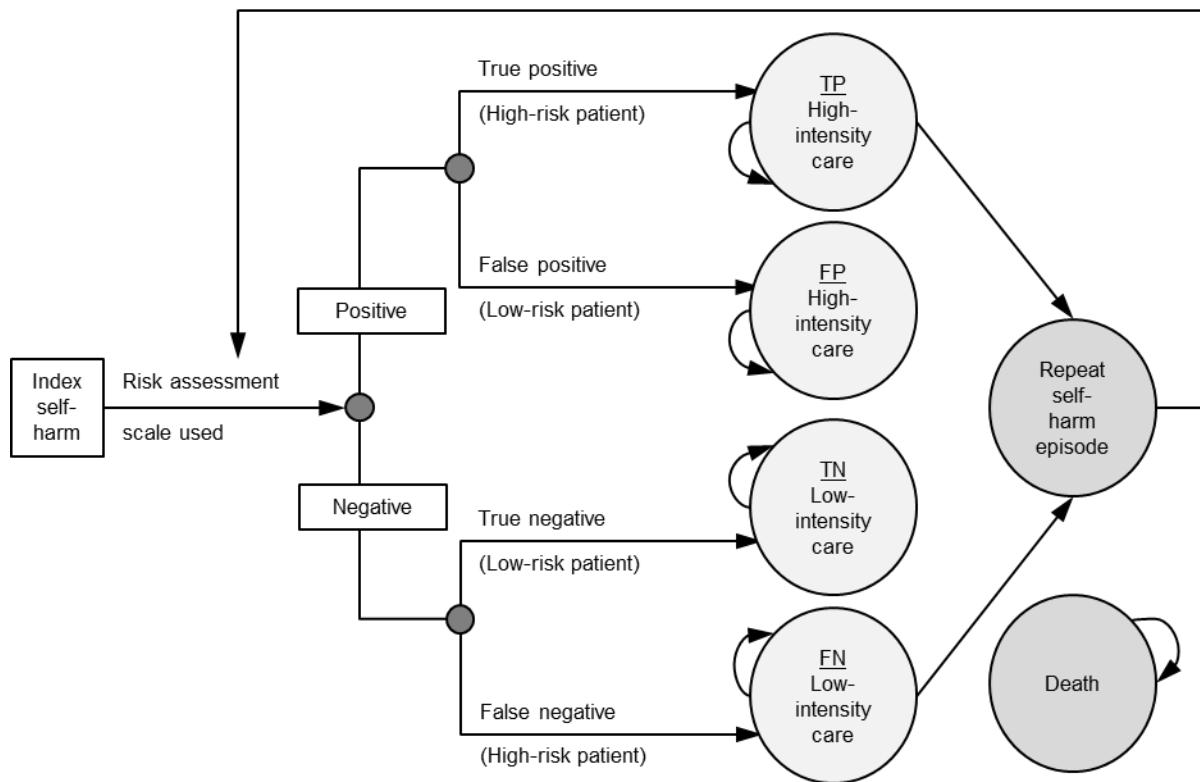 True positive
(High-risk patient)
TP
High-
intensity
care
False positive
(Low-risk patient)
FP
High-
intensity
care
Positive
Index
self-
harm
Risk assessment
scale used
Repeat
self-
harm
episode
Negative
True negative
(Low-risk patient)
TN
Low-
intensity
care
False negative
(High-risk patient)
FN
Low-
intensity
care
Death